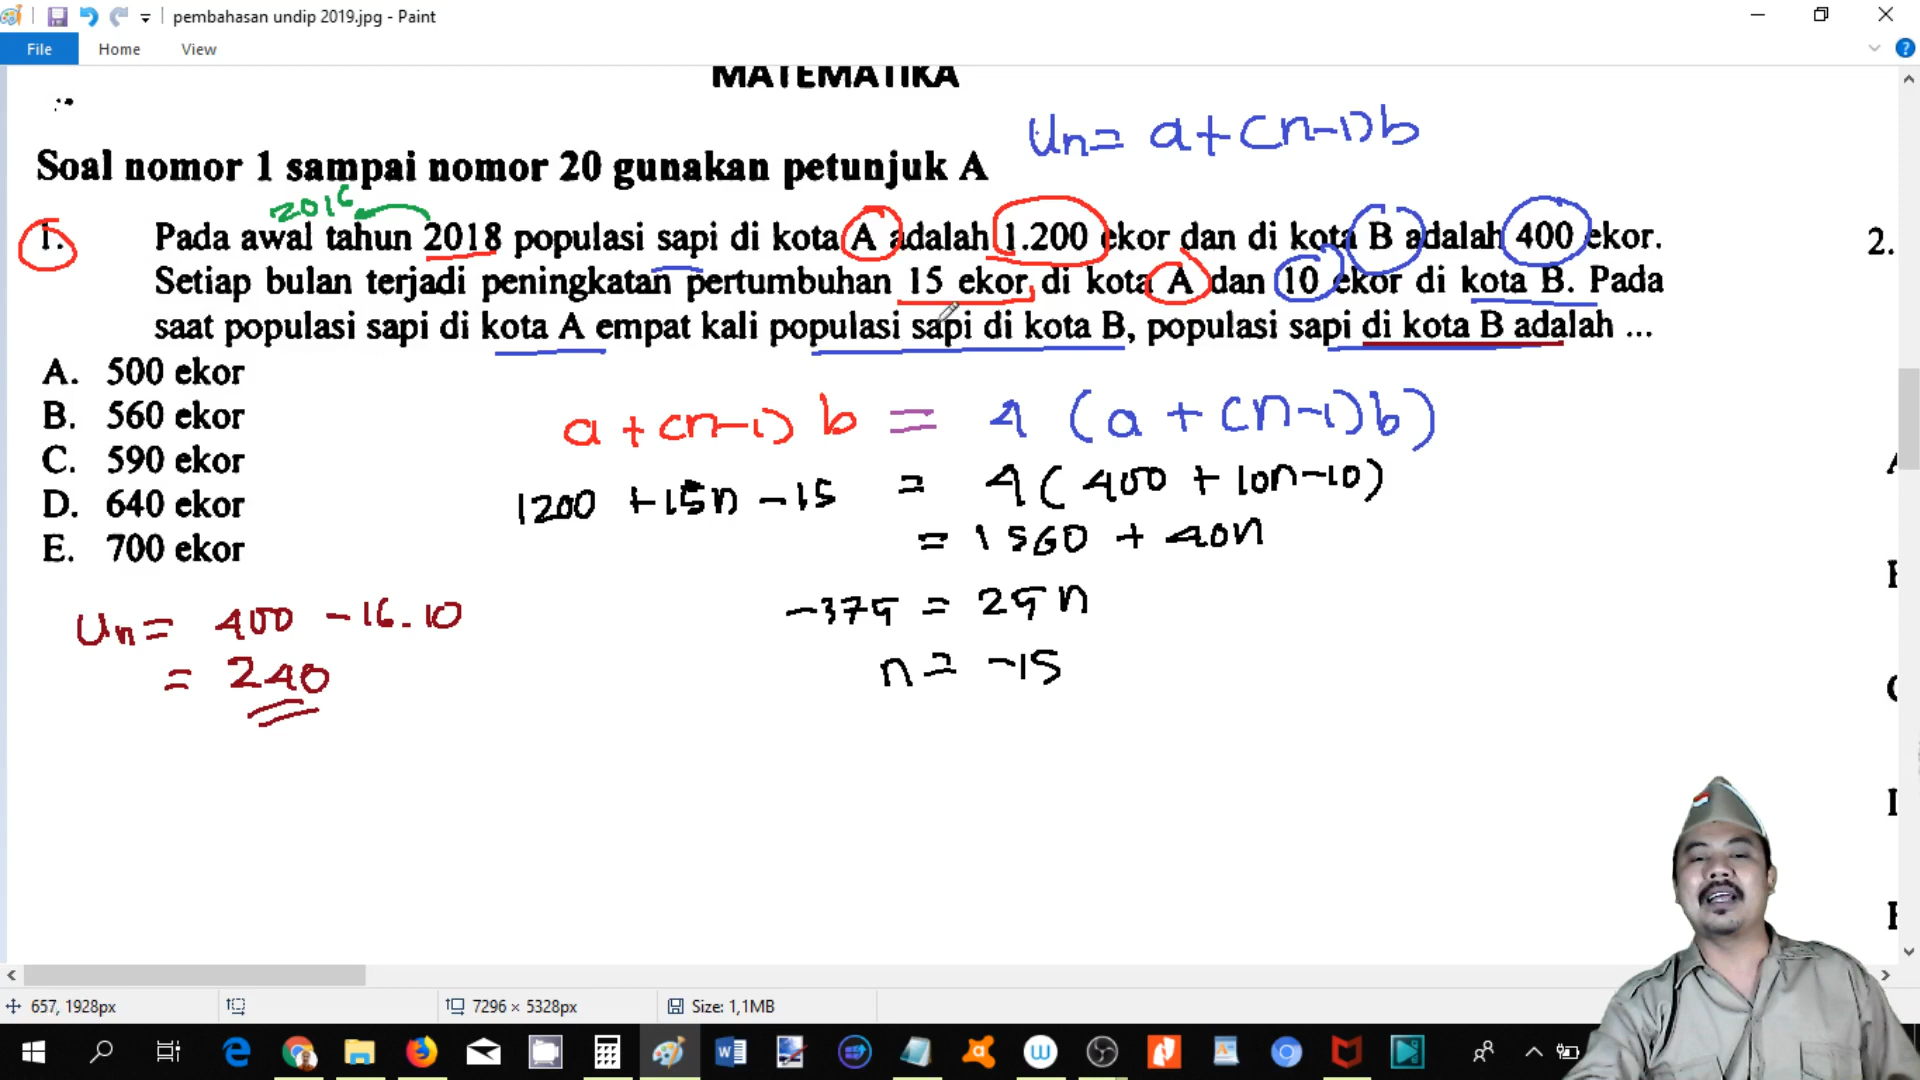 pembahasan undip 2019.jpg - Paint
File Home View
MATEMATIKA
Un = a + (n-1)b
Soal nomor 1 sampai nomor 20 gunakan petunjuk A
2016
1. Pada awal tahun 2018 populasi sapi di kota A adalah 1.200 ekor dan di kota B adalah 400 ekor.
Setiap bulan terjadi peningkatan pertumbuhan 15 ekor di kota A dan 10 ekor di kota B. Pada
saat populasi sapi di kota A empat kali populasi sapi di kota B, populasi sapi di kota B adalah ...
2.
A. 500 ekor
B. 560 ekor
C. 590 ekor
D. 640 ekor
E. 700 ekor
a + (n-1) b = 4 (a + (n-1)b)
1200 + 15n - 15 = 4(400 + 10n-10)
= 1560 + 40n
-375 = 25n
n = -15
Un = 400 - 16.10
= 240
657, 1928px
7296 × 5328px
Size: 1,1MB